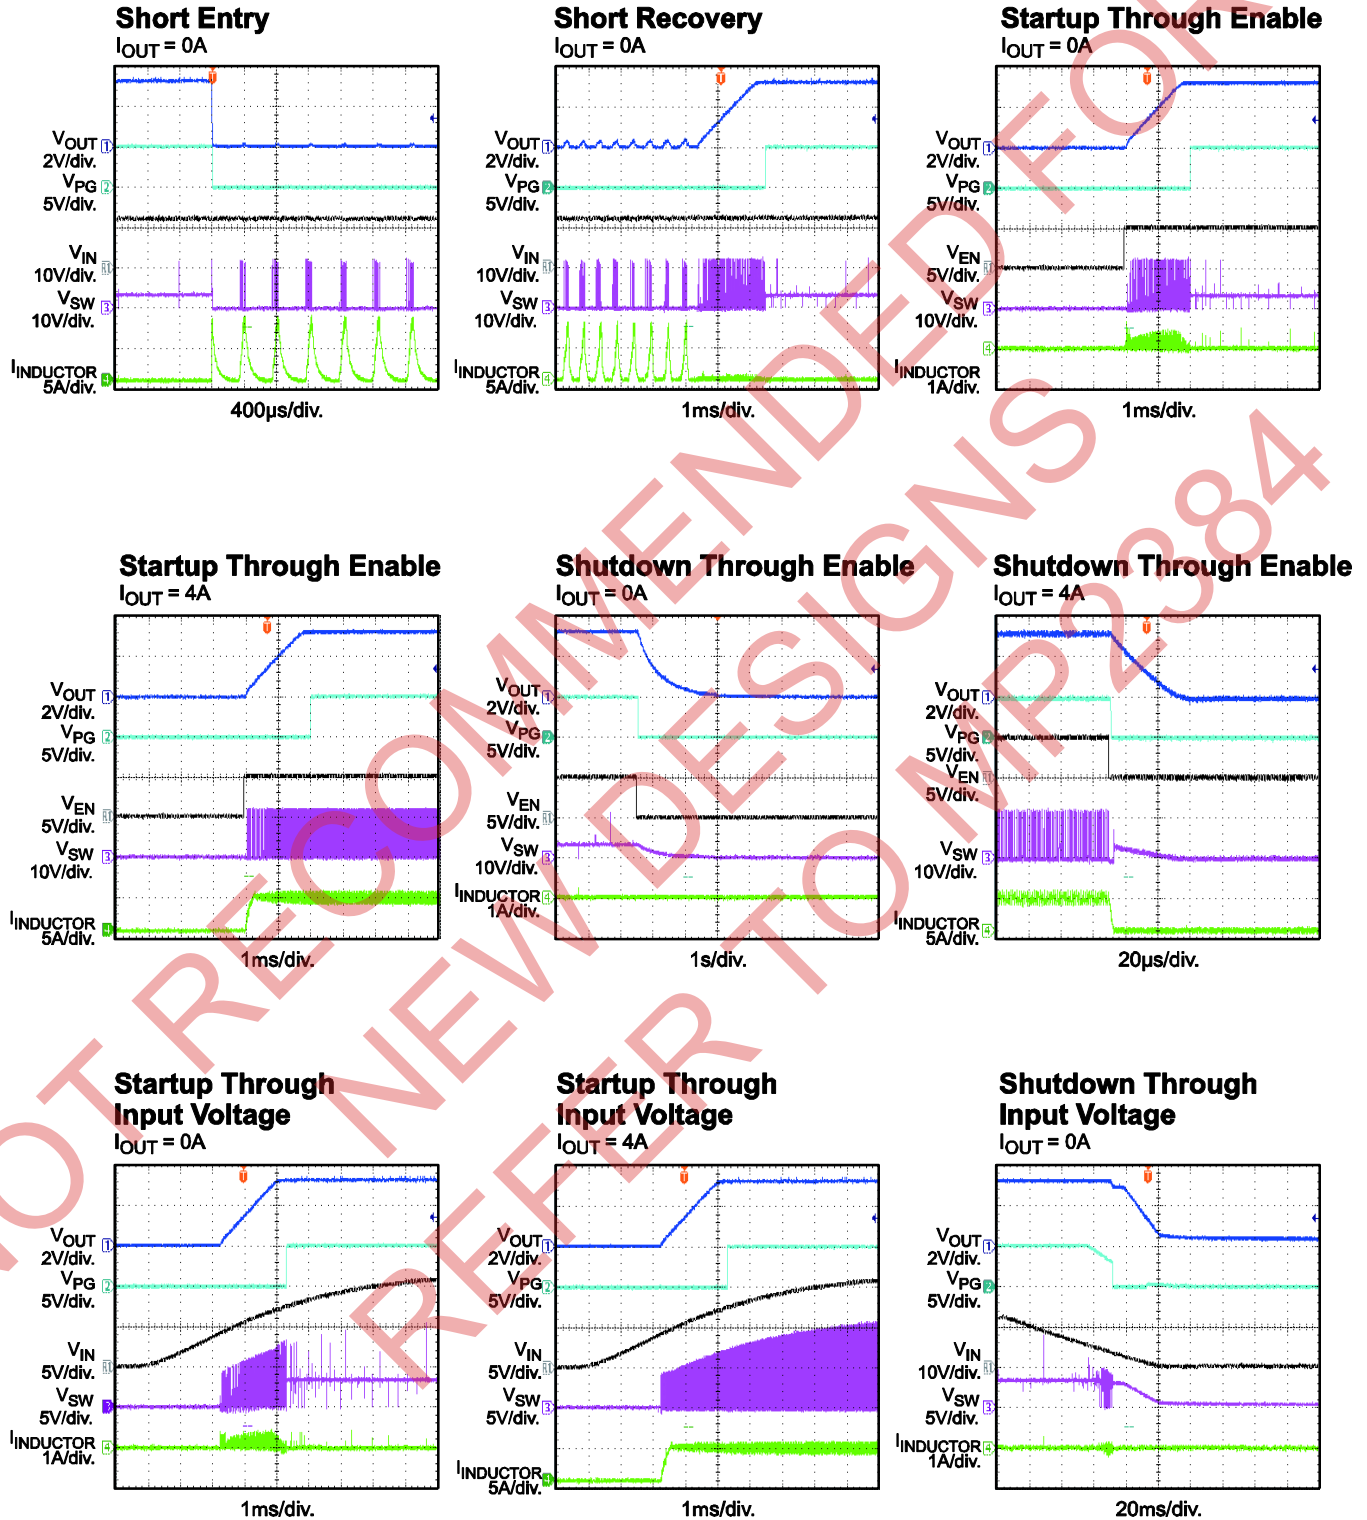 Short Entry
IOUT = 0A
VOUT
2V/div.
VPG
5V/div.
VIN
10V/div.
VSW
10V/div.
IINDUCTOR
5A/div.
400µs/div.
Short Recovery
IOUT = 0A
VOUT
2V/div.
VPG
5V/div.
VIN
10V/div.
VSW
10V/div.
IINDUCTOR
5A/div.
1ms/div.
Startup Through Enable
IOUT = 0A
VOUT
2V/div.
VPG
5V/div.
VEN
5V/div.
VSW
10V/div.
IINDUCTOR
1A/div.
1ms/div.
Startup Through Enable
IOUT = 4A
VOUT
2V/div.
VPG
5V/div.
VEN
5V/div.
VSW
10V/div.
IINDUCTOR
5A/div.
1ms/div.
Shutdown Through Enable
IOUT = 0A
VOUT
2V/div.
VPG
5V/div.
VEN
5V/div.
VSW
10V/div.
IINDUCTOR
1A/div.
1s/div.
Shutdown Through Enable
IOUT = 4A
VOUT
2V/div.
VPG
5V/div.
VEN
5V/div.
VSW
10V/div.
IINDUCTOR
5A/div.
20µs/div.
Startup Through
Input Voltage
IOUT = 0A
VOUT
2V/div.
VPG
5V/div.
VIN
5V/div.
VSW
5V/div.
IINDUCTOR
1A/div.
1ms/div.
Startup Through
Input Voltage
IOUT = 4A
VOUT
2V/div.
VPG
5V/div.
VIN
5V/div.
VSW
5V/div.
IINDUCTOR
5A/div.
1ms/div.
Shutdown Through
Input Voltage
IOUT = 0A
VOUT
2V/div.
VPG
5V/div.
VIN
10V/div.
VSW
5V/div.
IINDUCTOR
1A/div.
20ms/div.
NOT RECOMMENDED FOR
NEW DESIGNS
REFER TO MP2384